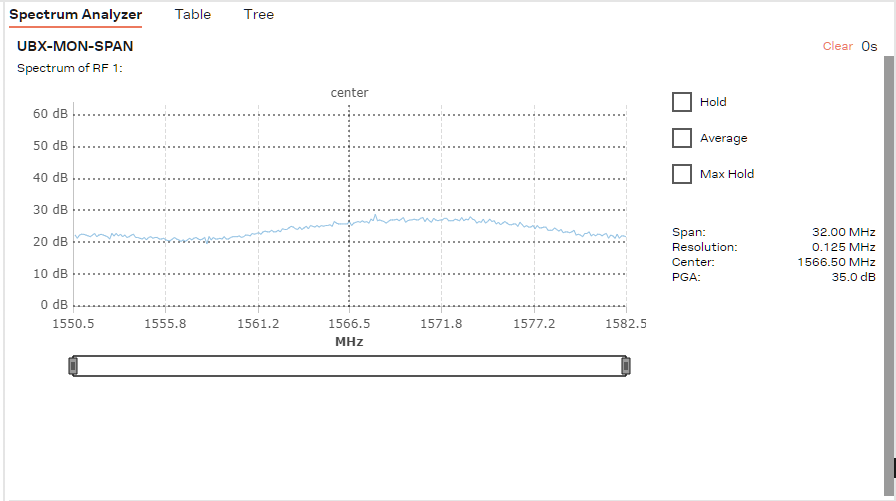 Spectrum Analyzer Table Tree
UBX-MON-SPAN Clear 0s
Spectrum of RF 1:
center
60 dB
50 dB
40 dB
30 dB
20 dB
10 dB
0 dB
1550.5 1555.8 1561.2 1566.5 1571.8 1577.2 1582.5
MHz
Hold
Average
Max Hold
Span: 32.00 MHz
Resolution: 0.125 MHz
Center: 1566.50 MHz
PGA: 35.0 dB